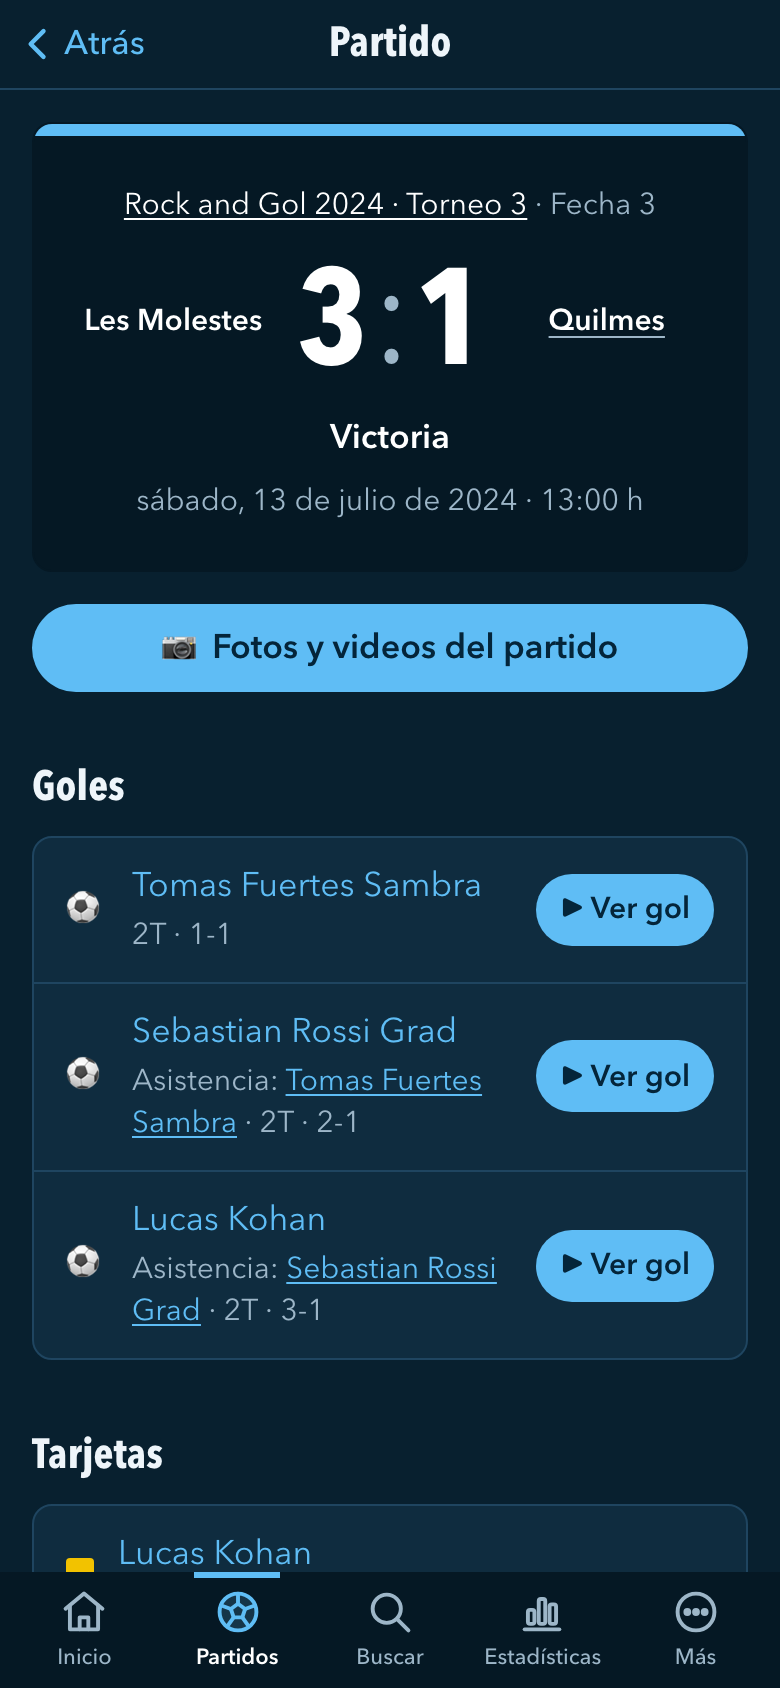 Atrás
Partido
Rock and Gol 2024 · Torneo 3 · Fecha 3
Les Molestes 3:1 Quilmes
Victoria
sábado, 13 de julio de 2024 · 13:00 h
Fotos y videos del partido
Goles
Tomas Fuertes Sambra
2T · 1-1
Ver gol
Sebastian Rossi Grad
Asistencia: Tomas Fuertes
Sambra · 2T · 2-1
Ver gol
Lucas Kohan
Asistencia: Sebastian Rossi
Grad · 2T · 3-1
Ver gol
Tarjetas
Lucas Kohan
Inicio
Partidos
Buscar
Estadísticas
Más